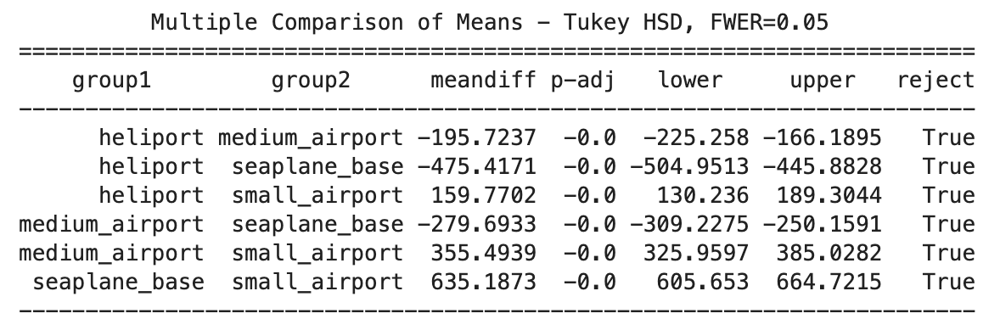 Multiple Comparison of Means - Tukey HSD, FWER=0.05
========================================================================
group1 group2 meandiff p-adj lower upper reject
------------------------------------------------------------------------
heliport medium_airport -195.7237 -0.0 -225.258 -166.1895 True
heliport seaplane_base -475.4171 -0.0 -504.9513 -445.8828 True
heliport small_airport 159.7702 -0.0 130.236 189.3044 True
medium_airport seaplane_base -279.6933 -0.0 -309.2275 -250.1591 True
medium_airport small_airport 355.4939 -0.0 325.9597 385.0282 True
seaplane_base small_airport 635.1873 -0.0 605.653 664.7215 True
------------------------------------------------------------------------